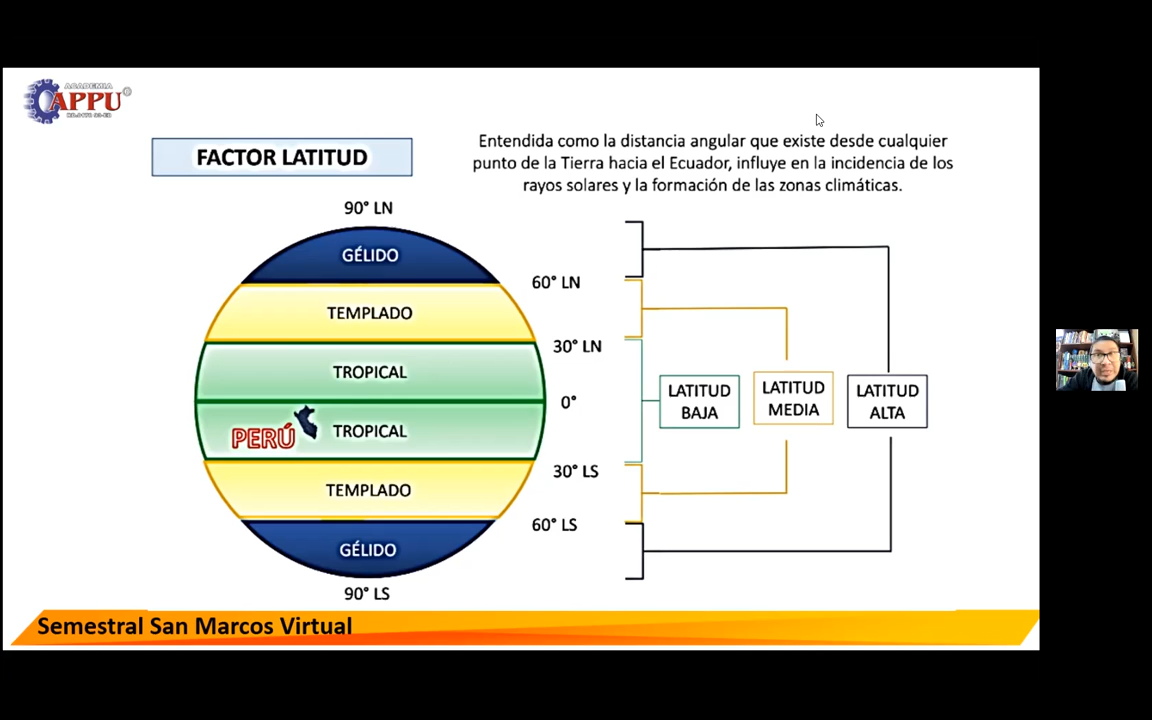 ACADEMIA
APPU
FACTOR LATITUD
Entendida como la distancia angular que existe desde cualquier
punto de la Tierra hacia el Ecuador, influye en la incidencia de los
rayos solares y la formación de las zonas climáticas.
90° LN
GÉLIDO
60° LN
TEMPLADO
30° LN
TROPICAL
0°
PERÚ
TROPICAL
30° LS
TEMPLADO
60° LS
GÉLIDO
90° LS
LATITUD
BAJA
LATITUD
MEDIA
LATITUD
ALTA
Semestral San Marcos Virtual